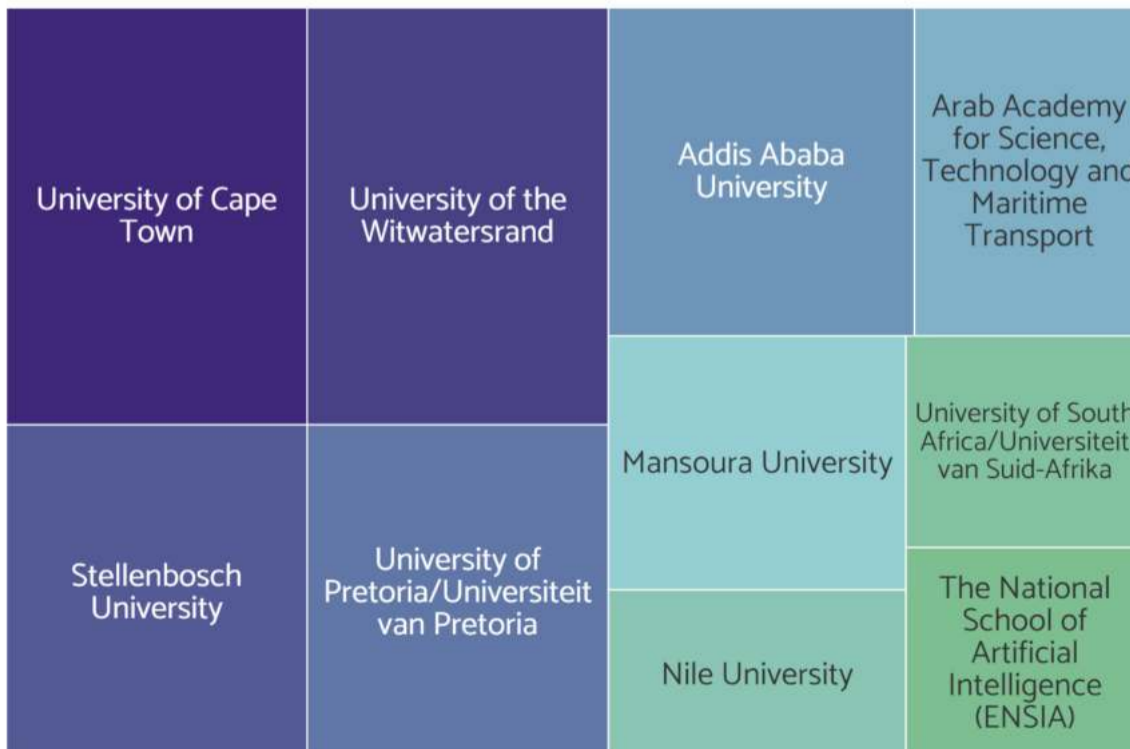 University of Cape
Town
University of the
Witwatersrand
Addis Ababa
University
Arab Academy
for Science,
Technology and
Maritime
Transport
Stellenbosch
University
University of
Pretoria/Universiteit
van Pretoria
Mansoura University
University of South
Africa/Universiteit
van Suid-Afrika
Nile University
The National
School of
Artificial
Intelligence
(ENSIA)